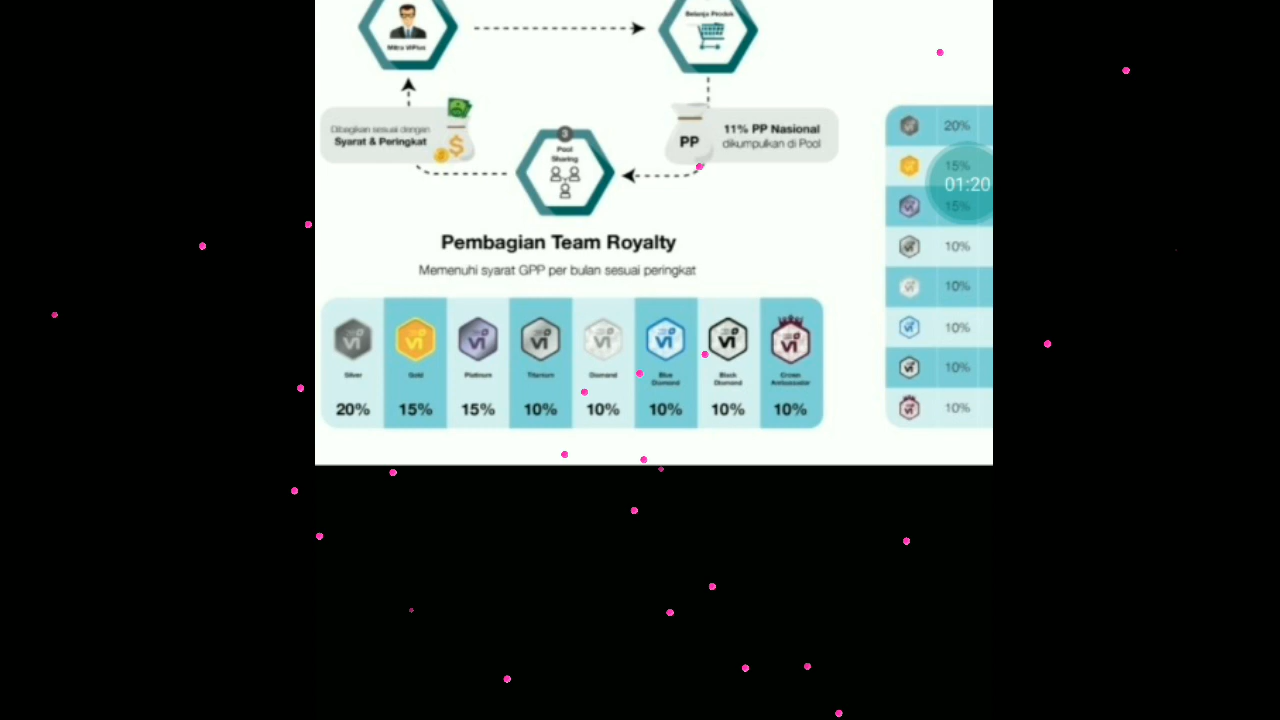 Mitra ViPlus
Belanja Produk
Dibagikan sesuai dengan
Syarat & Peringkat
$
3
Pool
Sharing
PP
11% PP Nasional
dikumpulkan di Pool
Pembagian Team Royalty
Memenuhi syarat GPP per bulan sesuai peringkat
Silver Gold Platinum Titanium Diamond Blue Diamond Black Diamond Crown Ambassador
20% 15% 15% 10% 10% 10% 10% 10%
20%
15%
01:20
15%
10%
10%
10%
10%
10%